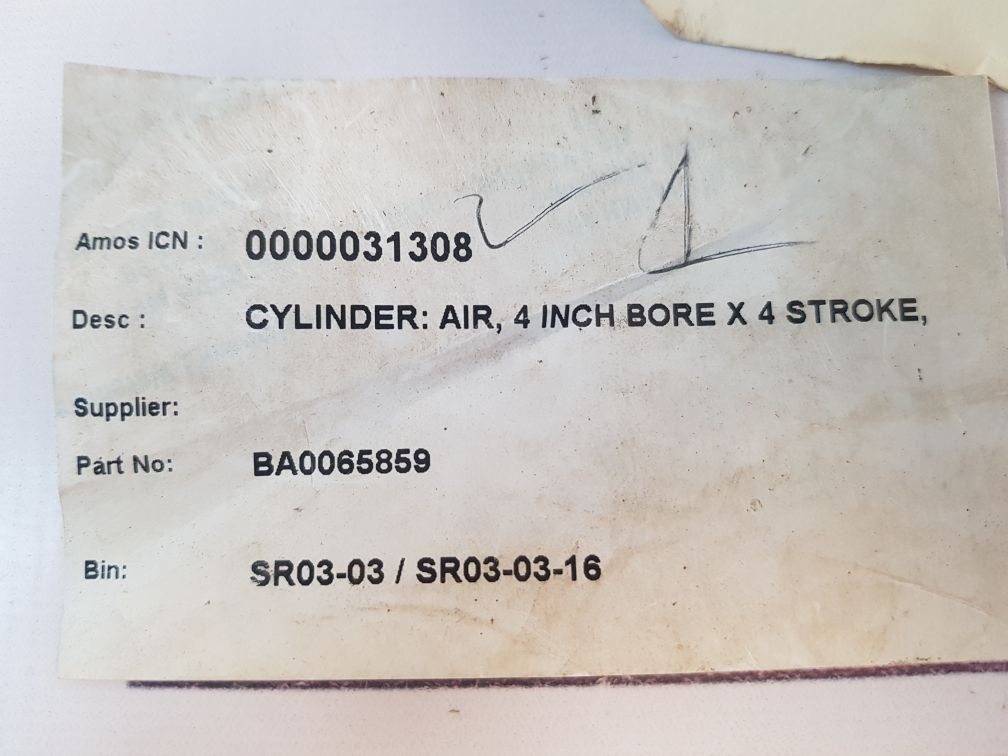 Amos ICN : 0000031308
Desc : CYLINDER: AIR, 4 INCH BORE X 4 STROKE,
Supplier:
Part No: BA0065859
Bin: SR03-03 / SR03-03-16